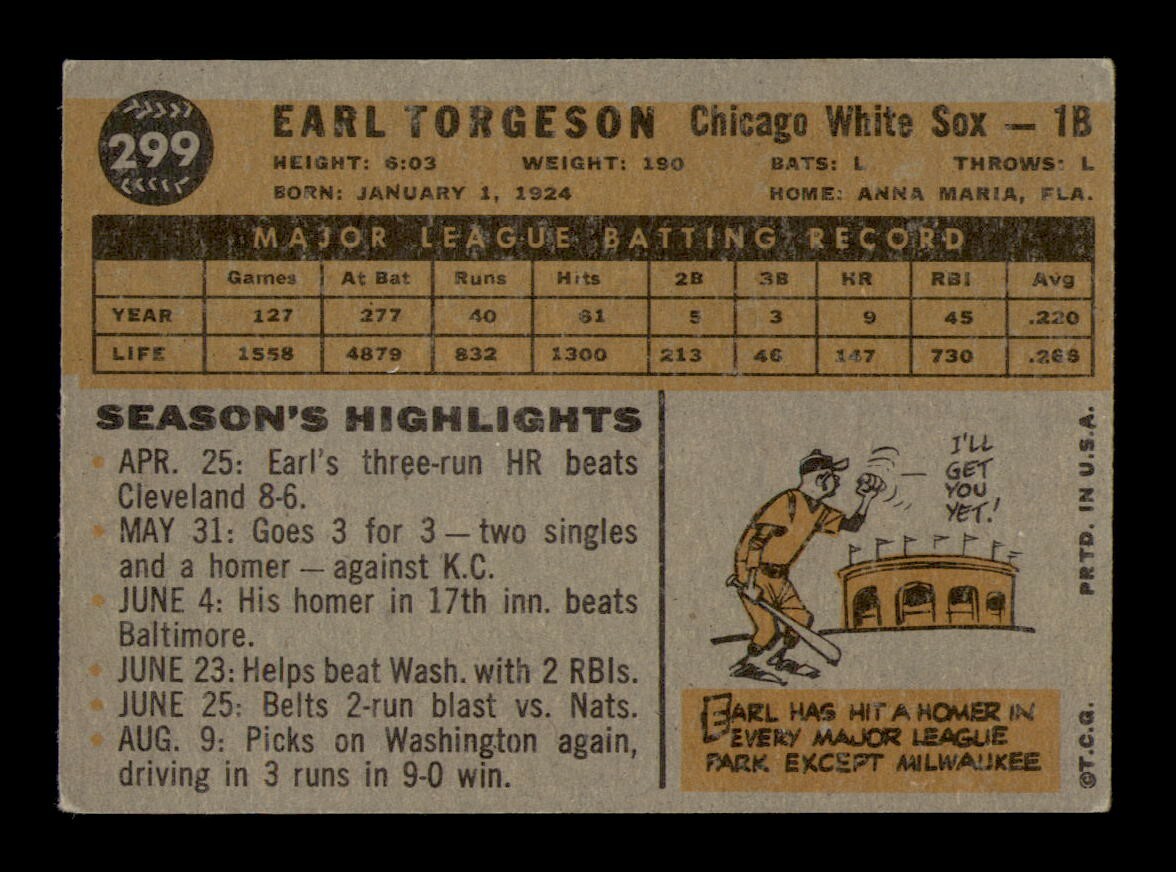 299
EARL TORGESON Chicago White Sox — 1B
HEIGHT: 6:03 WEIGHT: 190 BATS: L THROWS: L
BORN: JANUARY 1, 1924 HOME: ANNA MARIA, FLA.
MAJOR LEAGUE BATTING RECORD
Games At Bat Runs Hits 2B 3B HR RBI Avg
YEAR 127 277 40 61 5 3 9 45 .220
LIFE 1558 4879 832 1300 213 46 147 730
SEASON'S HIGHLIGHTS
APR. 25: Earl's three-run HR beats
Cleveland 8-6.
MAY 31: Goes 3 for 3 — two singles
and a homer — against K.C.
JUNE 4: His homer in 17th inn. beats
Baltimore.
JUNE 23: Helps beat Wash. with 2 RBIs.
JUNE 25: Belts 2-run blast vs. Nats.
AUG. 9: Picks on Washington again,
driving in 3 runs in 9-0 win.
I'LL
GET
YOU
YET!
EARL HAS HIT A HOMER IN
EVERY MAJOR LEAGUE
PARK EXCEPT MILWAUKEE
©T.C.G. PRTD. IN U.S.A.